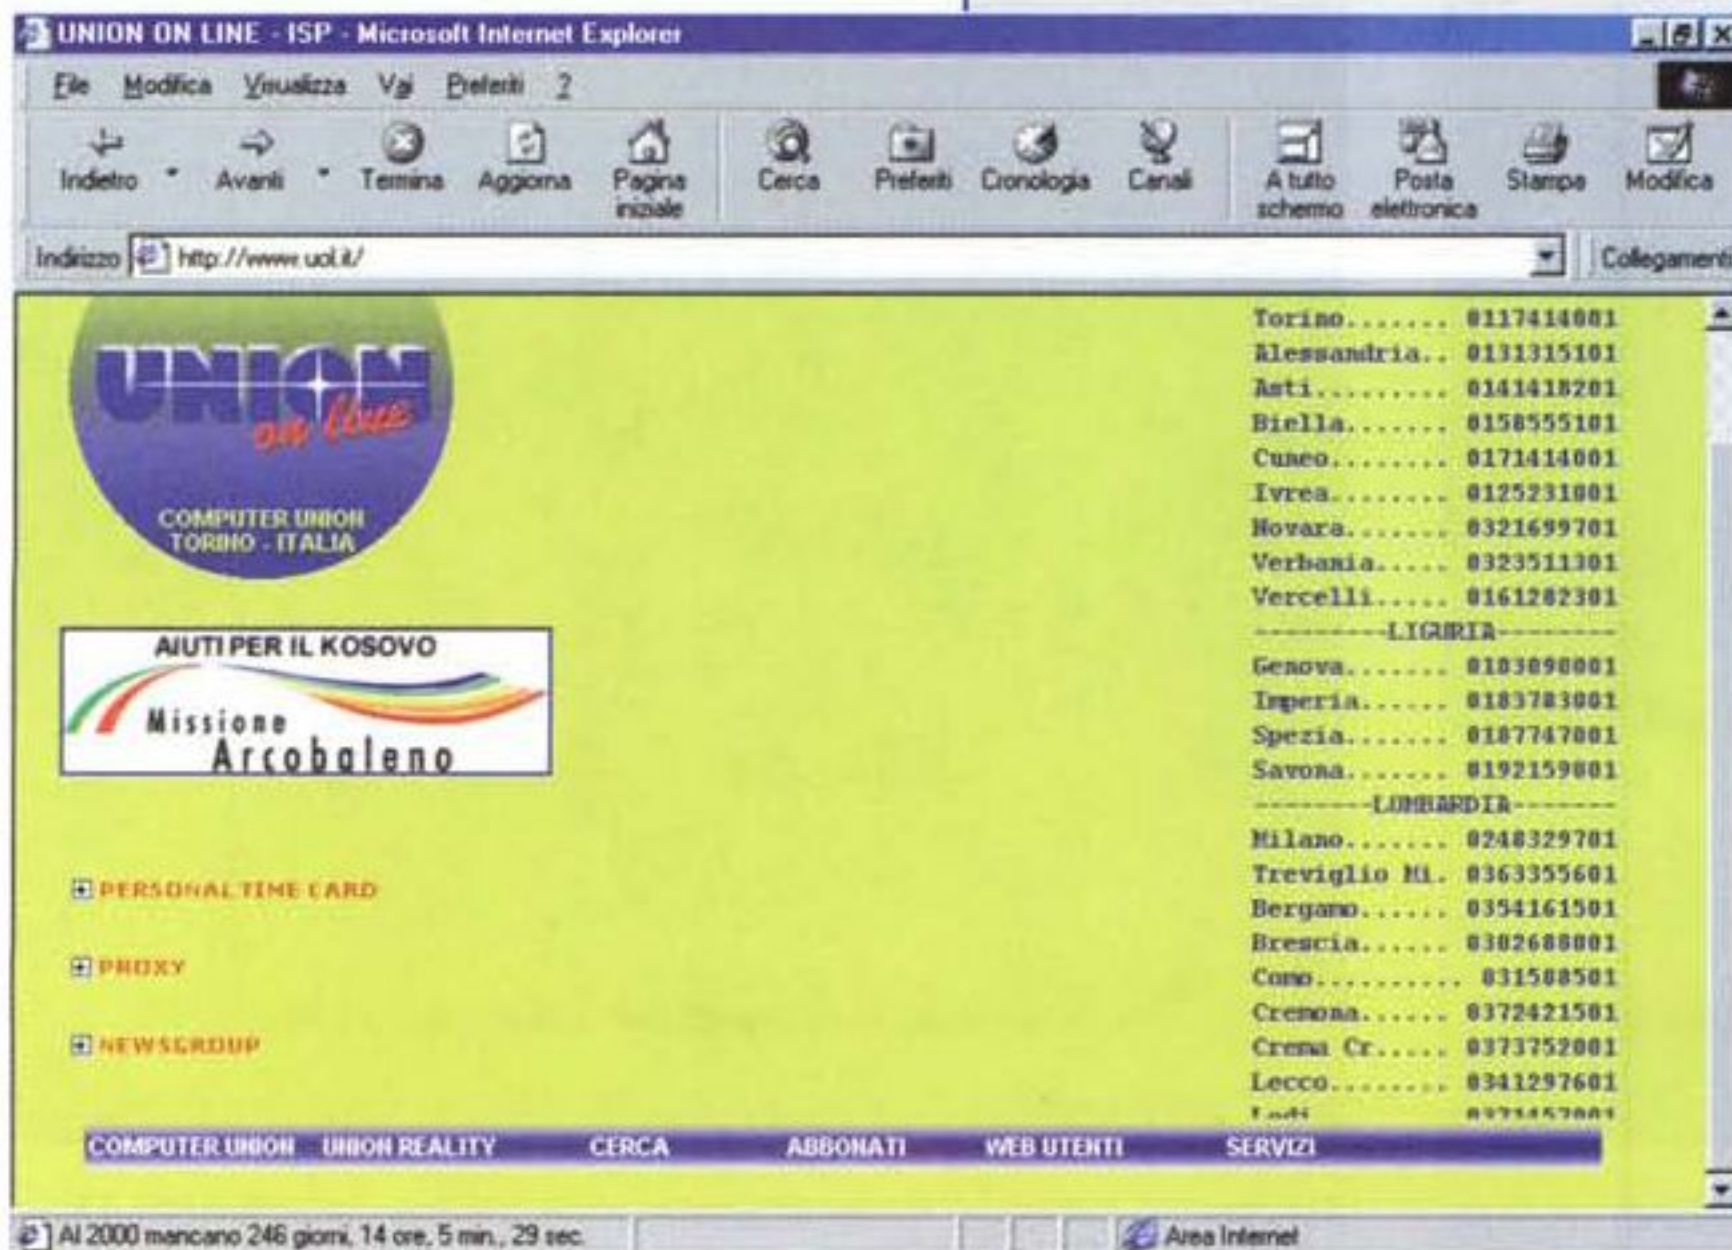 UNION ON LINE - ISP - Microsoft Internet Explorer
File Modifica Visualizza Vai Preferiti ?
Indietro Avanti Termina Aggiorna Pagina iniziale Cerca Preferiti Cronologia Canali A tutto schermo Posta elettronica Stampa Modifica
Indirizzo http://www.uol.it/ Collegamenti
UNION
on line
COMPUTER UNION
TORINO - ITALIA
AIUTI PER IL KOSOVO
Missione
Arcobaleno
PERSONAL TIME CARD
PROXY
NEWSGROUP
Torino....... 0117414001
Alessandria.. 0131315101
Asti......... 0141418201
Biella....... 0158555101
Cuneo........ 0171414001
Ivrea........ 0125231001
Novara....... 0321699701
Verbania..... 0323511301
Vercelli..... 0161282301
---------LIGURIA--------
Genova....... 0183098001
Imperia...... 0183783001
Spezia....... 0187747001
Savona....... 0192159801
--------LOMBARDIA-------
Milano....... 0248329701
Treviglio Mi. 0363355601
Bergamo...... 0354161501
Brescia...... 0302688001
Como.......... 031508501
Cremona...... 0372421501
Crema Cr..... 0373752001
Lecco........ 0341297601
Lodi
COMPUTER UNION UNION REALITY CERCA ABBONATI WEB UTENTI SERVIZI
Al 2000 mancano 246 giorni, 14 ore, 5 min., 29 sec.
Area Internet